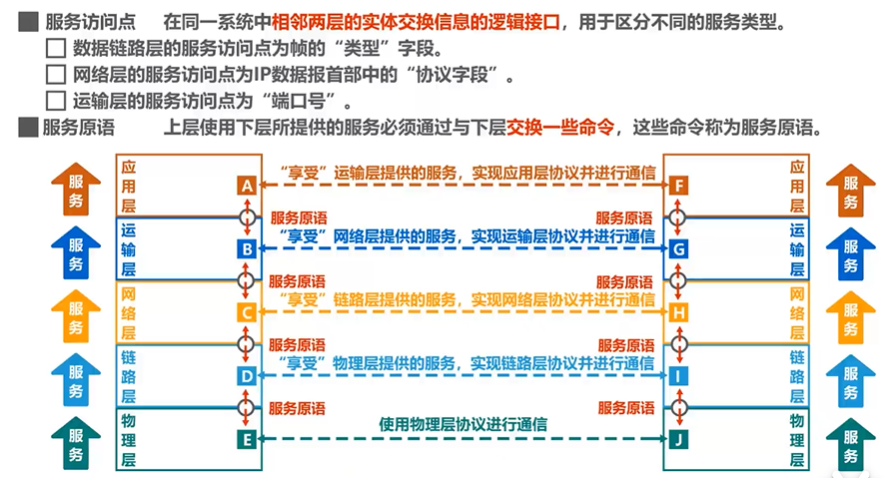 服务访问点 在同一系统中相邻两层的实体交换信息的逻辑接口，用于区分不同的服务类型。
数据链路层的服务访问点为帧的“类型”字段。
网络层的服务访问点为IP数据报首部中的“协议字段”。
运输层的服务访问点为“端口号”。
服务原语 上层使用下层所提供的服务必须通过与下层交换一些命令，这些命令称为服务原语。
服务 应用层 A “享受”运输层提供的服务，实现应用层协议并进行通信 F 应用层 服务
服务原语 服务原语
服务 运输层 B “享受”网络层提供的服务，实现运输层协议并进行通信 G 运输层 服务
服务原语 服务原语
服务 网络层 C “享受”链路层提供的服务，实现网络层协议并进行通信 H 网络层 服务
服务原语 服务原语
服务 链路层 D “享受”物理层提供的服务，实现链路层协议并进行通信 I 链路层 服务
服务原语 服务原语
服务 物理层 E 使用物理层协议进行通信 J 物理层 服务